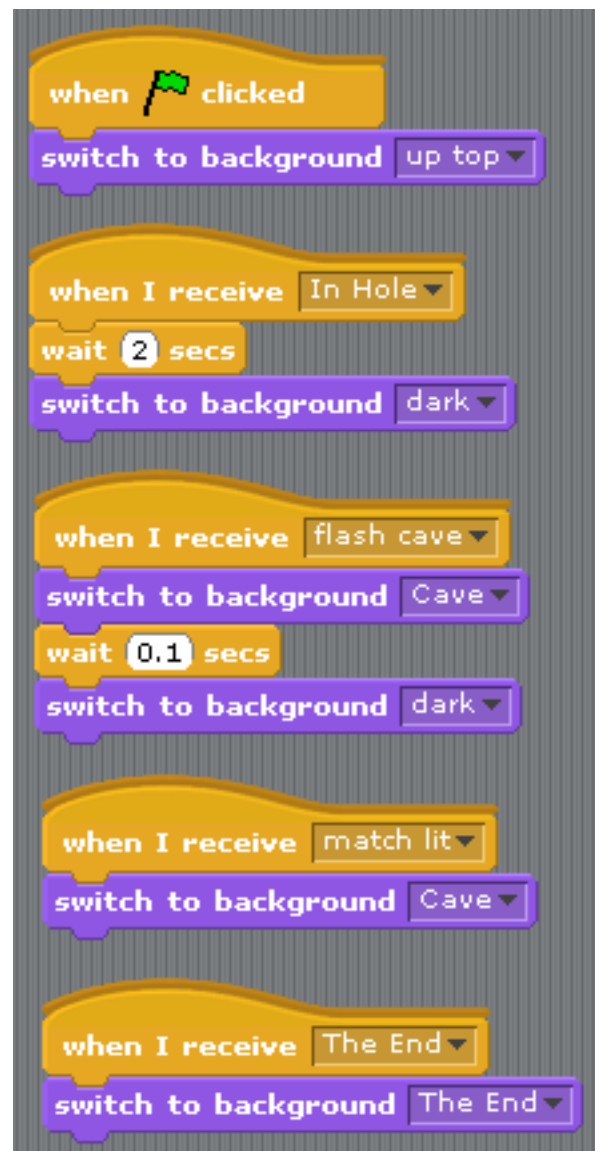 when clicked
switch to background up top
when I receive In Hole
wait 2 secs
switch to background dark
when I receive flash cave
switch to background Cave
wait 0.1 secs
switch to background dark
when I receive match lit
switch to background Cave
when I receive The End
switch to background The End